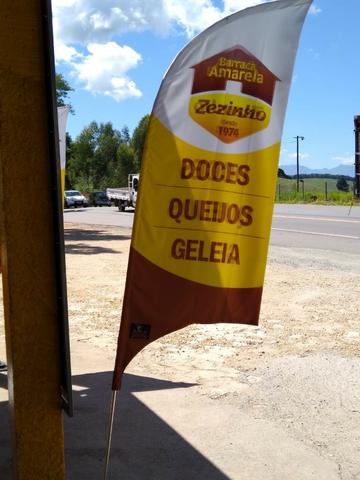 Barraca
Amarela
Zezinho
desde
1974
DOCES
QUEIJOS
GELEIA